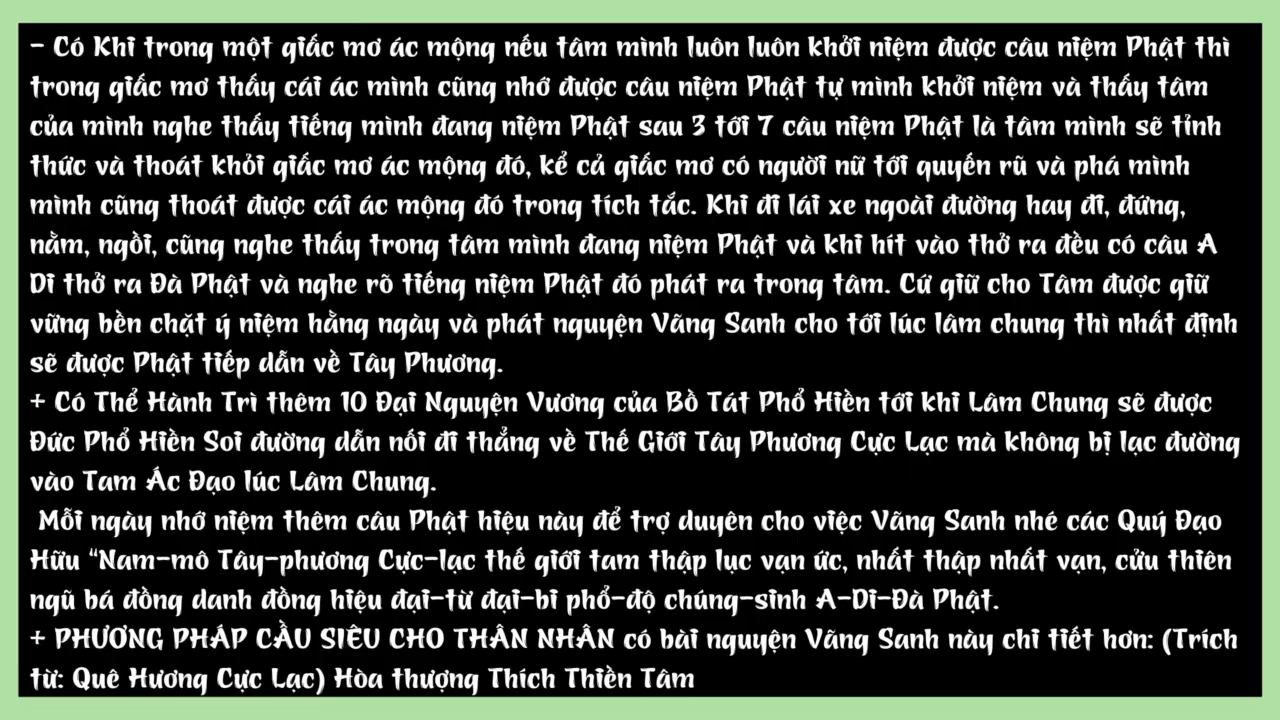 - Có Khi trong một giấc mơ ác mộng nếu tâm mình luôn luôn khởi niệm được câu niệm Phật thì
trong giấc mơ thấy cái ác mình cũng nhớ được câu niệm Phật tự mình khởi niệm và thấy tâm
của mình nghe thấy tiếng mình đang niệm Phật sau 3 tới 7 câu niệm Phật là tâm mình sẽ tỉnh
thức và thoát khỏi giấc mơ ác mộng đó, kể cả giấc mơ có người nữ tới quyến rũ và phá mình
mình cũng thoát được cái ác mộng đó trong tích tắc. Khi đi lái xe ngoài đường hay đi, đứng,
nằm, ngồi, cũng nghe thấy trong tâm mình đang niệm Phật và khi hít vào thở ra đều có câu A
Di thở ra Đà Phật và nghe rõ tiếng niệm Phật đó phát ra trong tâm. Cứ giữ cho Tâm được giữ
vững bền chặt ý niệm hằng ngày và phát nguyện Vãng Sanh cho tới lúc lâm chung thì nhất định
sẽ được Phật tiếp dẫn về Tây Phương.
+ Có Thể Hành Trì thêm 10 Đại Nguyện Vương của Bồ Tát Phổ Hiền tới khi Lâm Chung sẽ được
Đức Phổ Hiền Soi đường dẫn nối đi thẳng về Thế Giới Tây Phương Cực Lạc mà không bị lạc đường
vào Tam Ác Đạo lúc Lâm Chung.
Mỗi ngày nhớ niệm thêm câu Phật hiệu này để trợ duyên cho việc Vãng Sanh nhé các Quý Đạo
Hữu "Nam-mô Tây-phương Cực-lạc thế giới tam thập lục vạn ức, nhất thập nhất vạn, cửu thiên
ngũ bá đồng danh đồng hiệu đại-từ đại-bi phổ-độ chúng-sinh A-Di-Đà Phật.
+ PHƯƠNG PHÁP CẦU SIÊU CHO THÂN NHÂN có bài nguyện Vãng Sanh này chi tiết hơn: (Trích
từ: Quê Hương Cực Lạc) Hòa thượng Thích Thiền Tâm